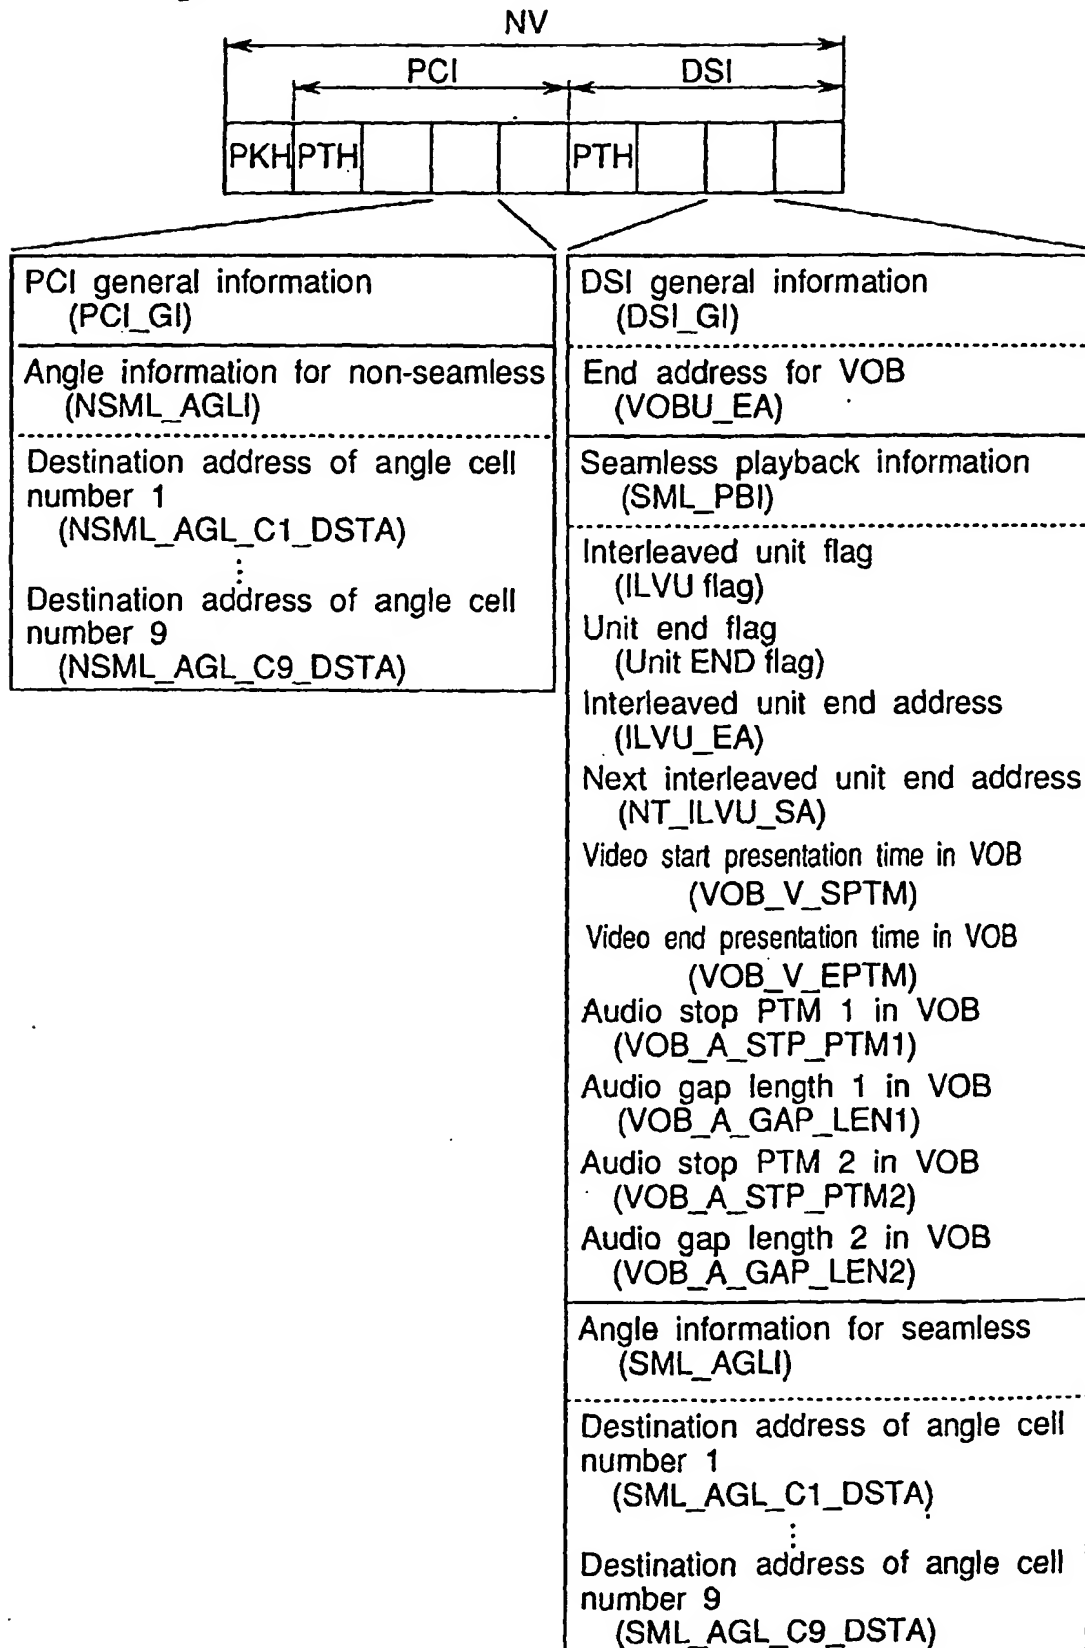 NV
PCI
DSI
PKH
PTH
PTH
PCI general information
(PCI_GI)
Angle information for non-seamless
(NSML_AGLI)
Destination address of angle cell
number 1
(NSML_AGL_C1_DSTA)
⋮
Destination address of angle cell
number 9
(NSML_AGL_C9_DSTA)
DSI general information
(DSI_GI)
End address for VOB
(VOBU_EA)
Seamless playback information
(SML_PBI)
Interleaved unit flag
(ILVU flag)
Unit end flag
(Unit END flag)
Interleaved unit end address
(ILVU_EA)
Next interleaved unit end address
(NT_ILVU_SA)
Video start presentation time in VOB
(VOB_V_SPTM)
Video end presentation time in VOB
(VOB_V_EPTM)
Audio stop PTM 1 in VOB
(VOB_A_STP_PTM1)
Audio gap length 1 in VOB
(VOB_A_GAP_LEN1)
Audio stop PTM 2 in VOB
(VOB_A_STP_PTM2)
Audio gap length 2 in VOB
(VOB_A_GAP_LEN2)
Angle information for seamless
(SML_AGLI)
Destination address of angle cell
number 1
(SML_AGL_C1_DSTA)
⋮
Destination address of angle cell
number 9
(SML_AGL_C9_DSTA)